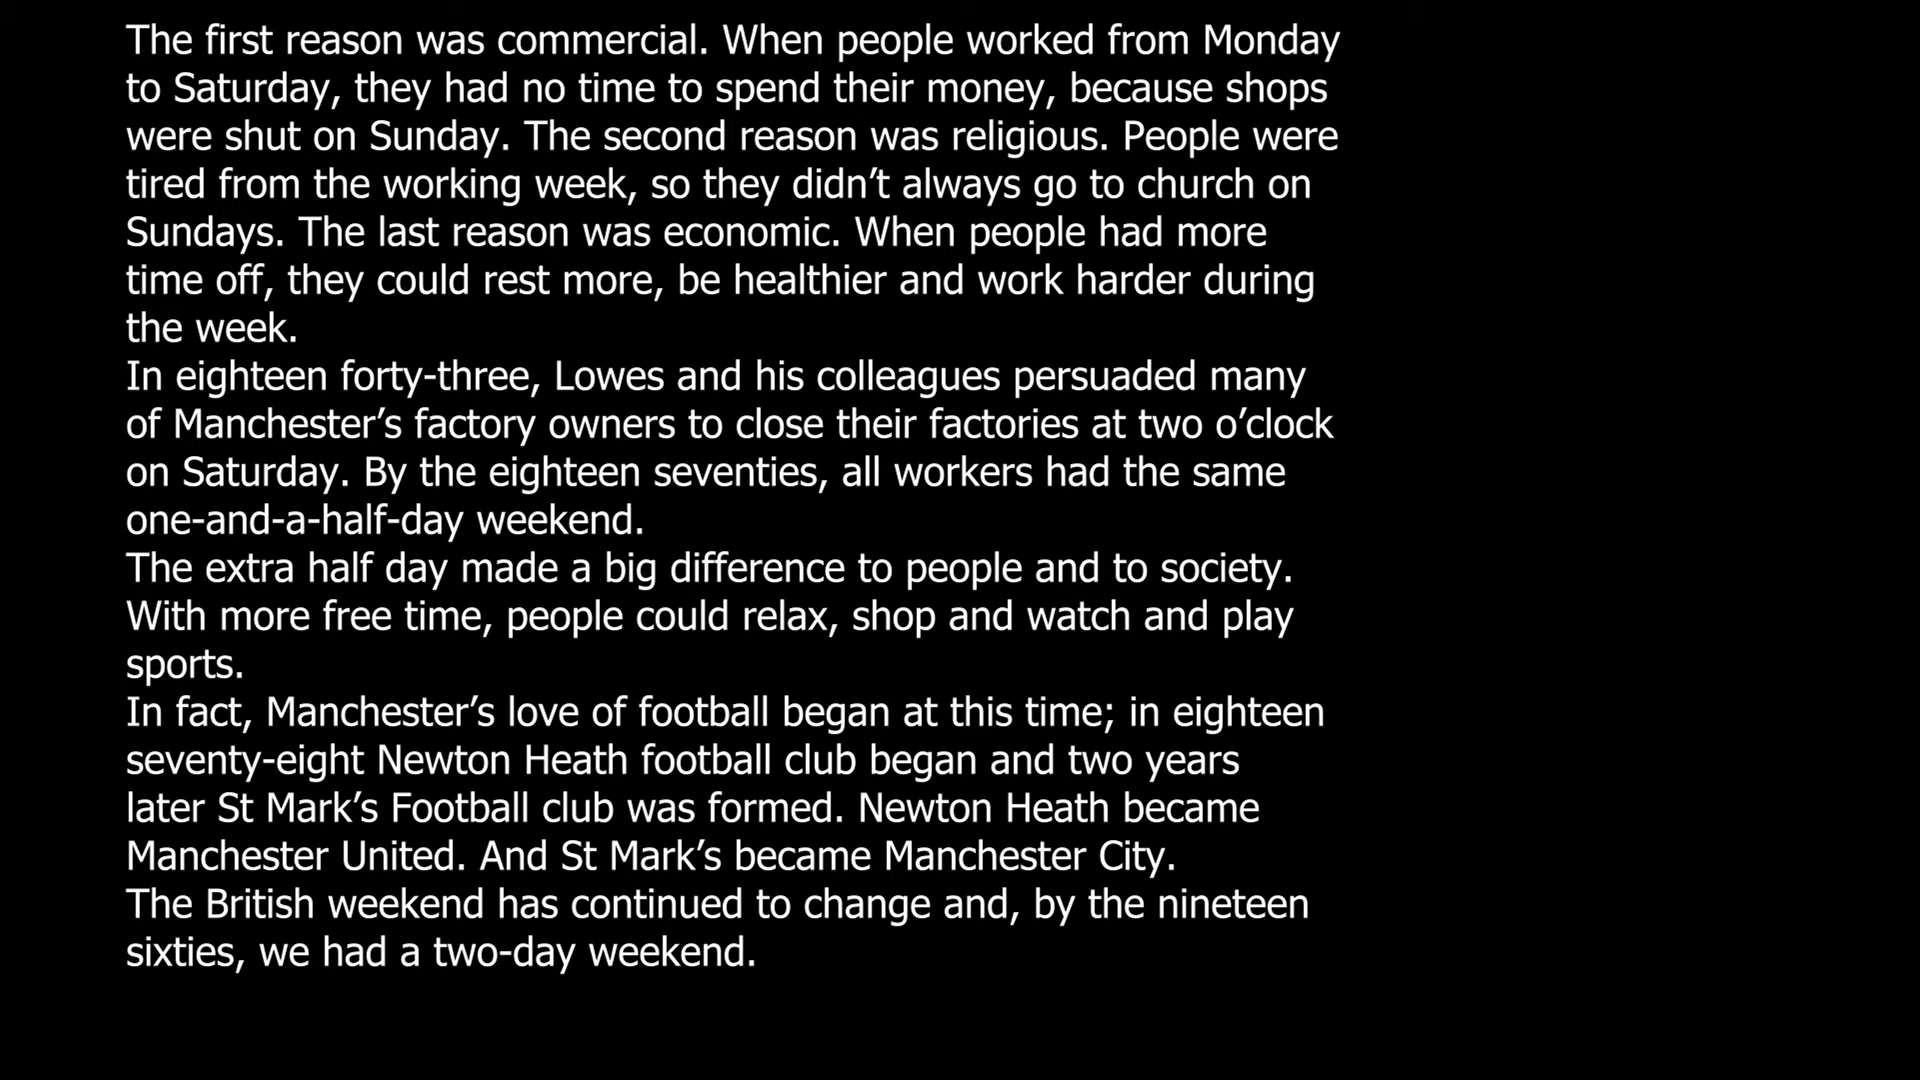 The first reason was commercial. When people worked from Monday
to Saturday, they had no time to spend their money, because shops
were shut on Sunday. The second reason was religious. People were
tired from the working week, so they didn’t always go to church on
Sundays. The last reason was economic. When people had more
time off, they could rest more, be healthier and work harder during
the week.
In eighteen forty-three, Lowes and his colleagues persuaded many
of Manchester’s factory owners to close their factories at two o’clock
on Saturday. By the eighteen seventies, all workers had the same
one-and-a-half-day weekend.
The extra half day made a big difference to people and to society.
With more free time, people could relax, shop and watch and play
sports.
In fact, Manchester’s love of football began at this time; in eighteen
seventy-eight Newton Heath football club began and two years
later St Mark’s Football club was formed. Newton Heath became
Manchester United. And St Mark’s became Manchester City.
The British weekend has continued to change and, by the nineteen
sixties, we had a two-day weekend.